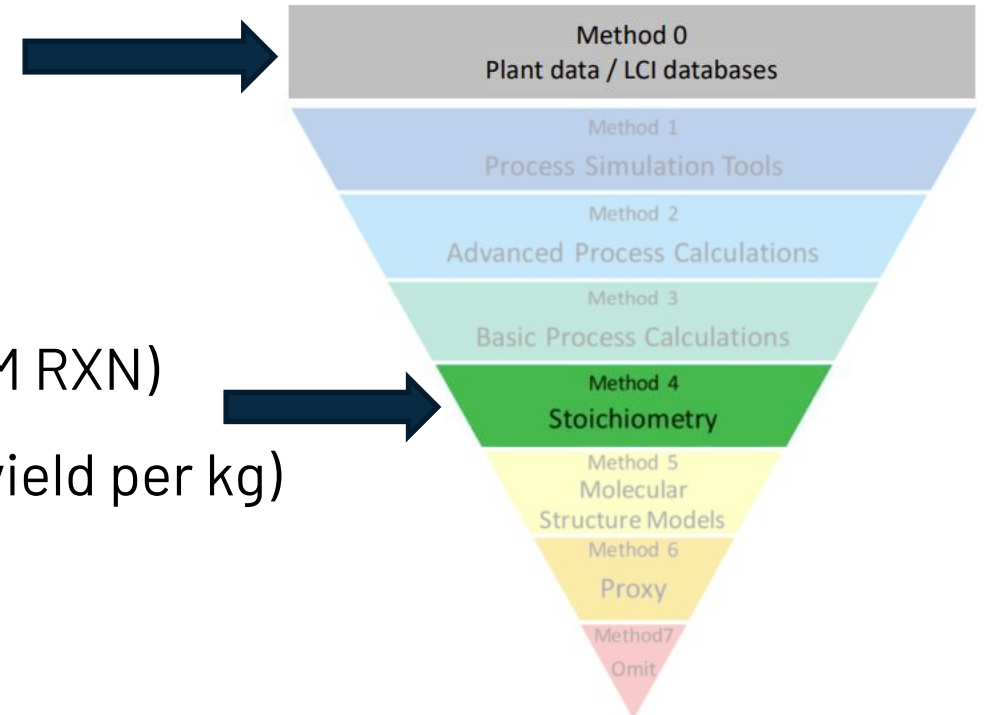 Method 0
Plant data / LCI databases
Method 1
Process Simulation Tools
Method 2
Advanced Process Calculations
Method 3
Basic Process Calculations
M RXN)
Method 4
Stoichiometry
yield per kg)
Method 5
Molecular
Structure Models
Method 6
Proxy
Method7
Omit